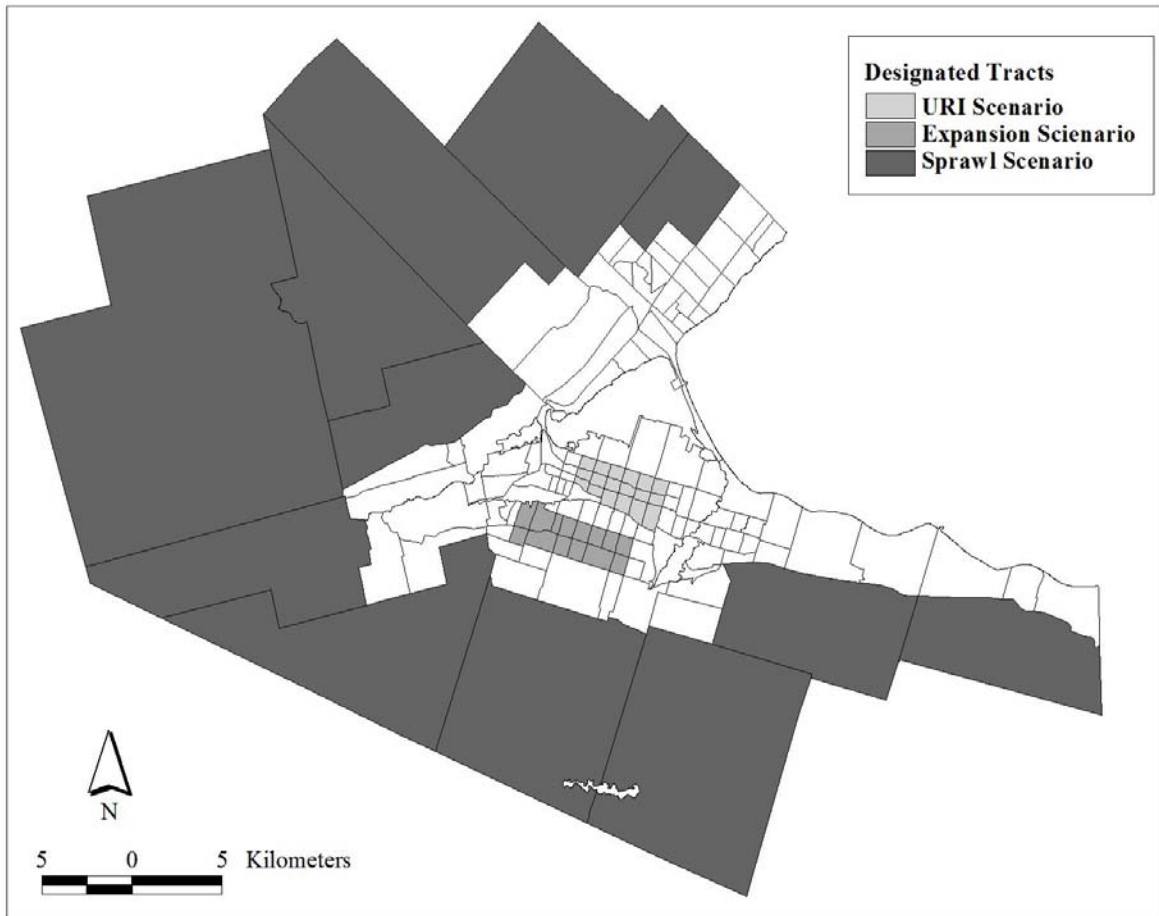 Designated Tracts
URI Scenario
Expansion Scienario
Sprawl Scenario
N
5 0 5 Kilometers